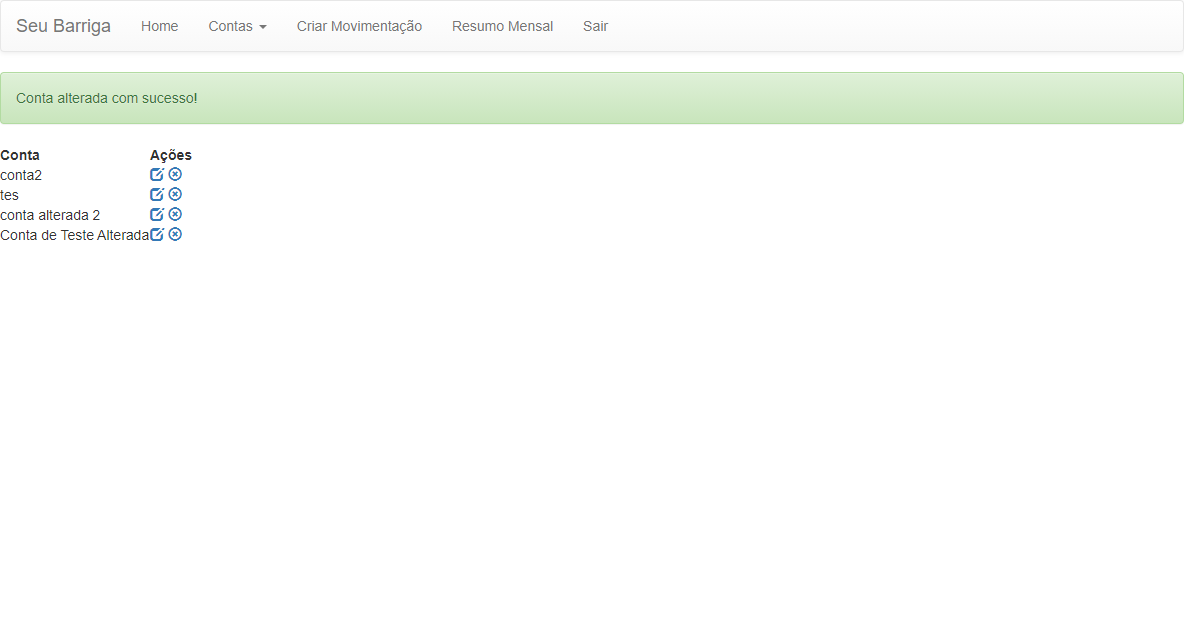 Seu Barriga Home Contas Criar Movimentação Resumo Mensal Sair
Conta alterada com sucesso!
Conta Ações
conta2
tes
conta alterada 2
Conta de Teste Alterada